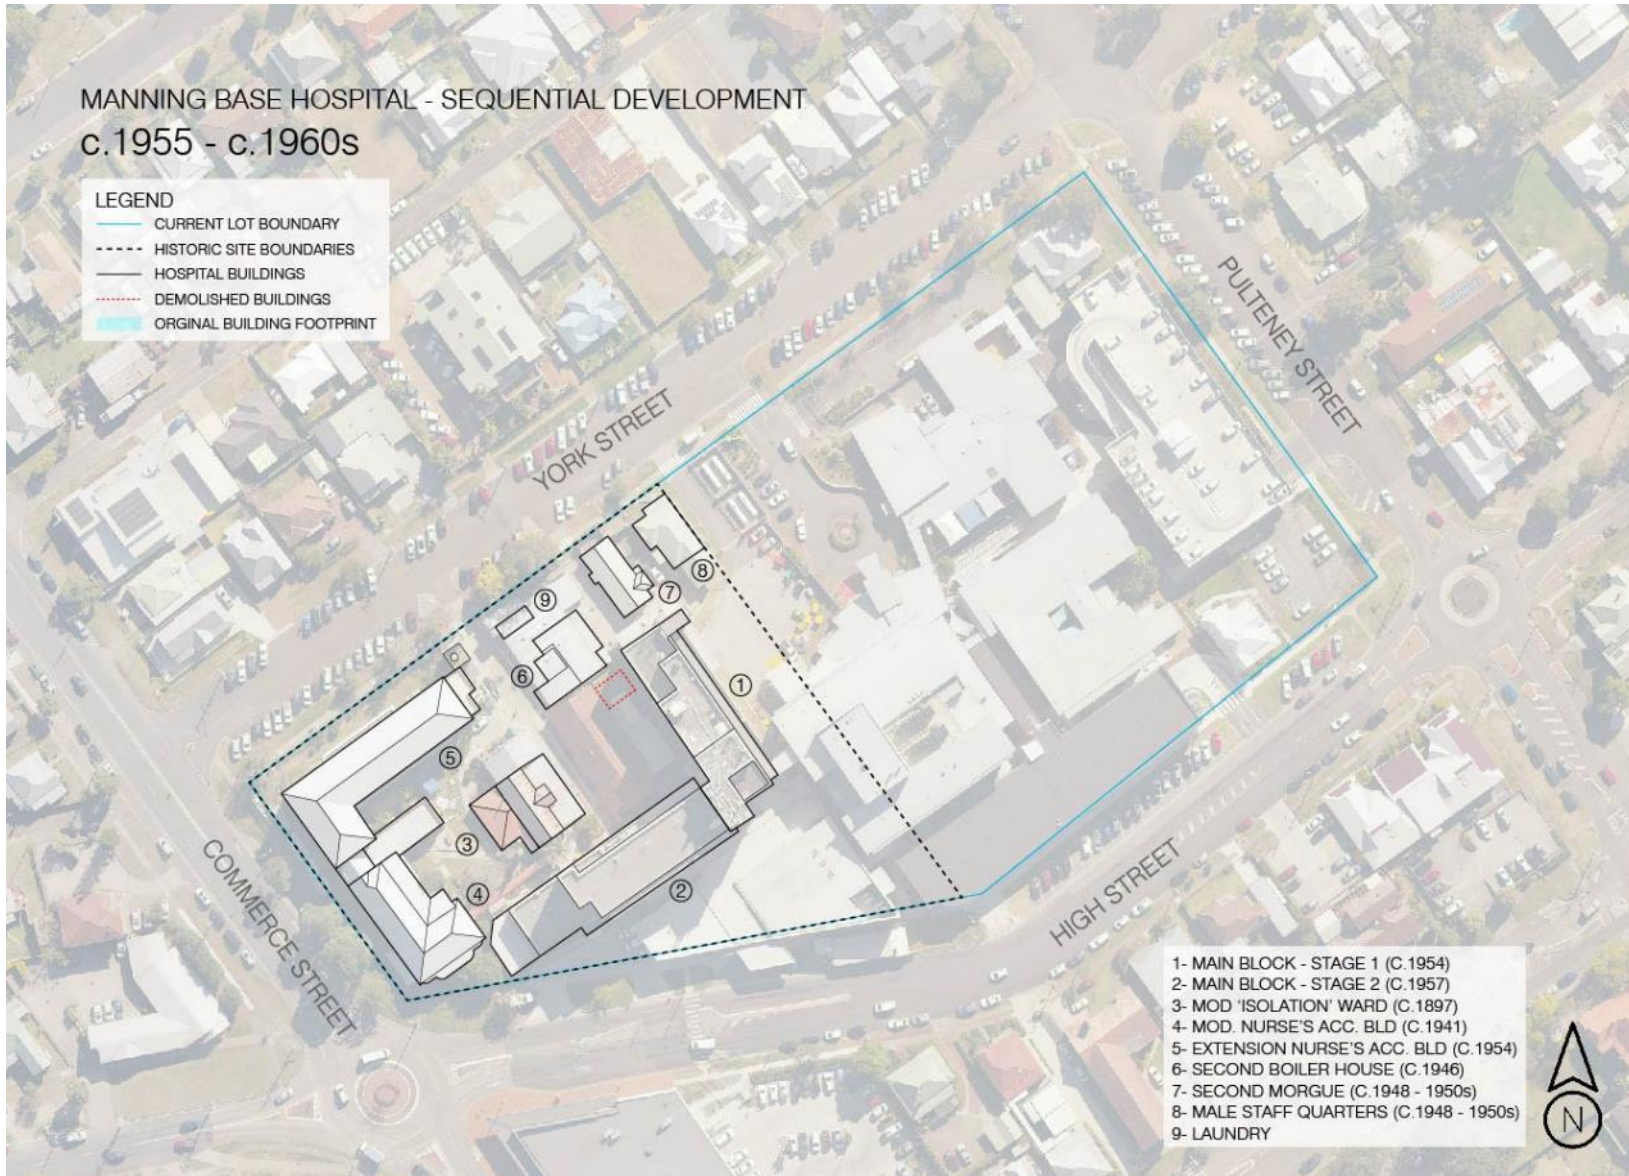 MANNING BASE HOSPITAL - SEQUENTIAL DEVELOPMENT
c.1955 - c.1960s
LEGEND
CURRENT LOT BOUNDARY
HISTORIC SITE BOUNDARIES
HOSPITAL BUILDINGS
DEMOLISHED BUILDINGS
ORGINAL BUILDING FOOTPRINT
PULTENEY STREET
YORK STREET
8
9
7
6
1
5
3
4
2
COMMERCE STREET
HIGH STREET
1- MAIN BLOCK - STAGE 1 (C.1954)
2- MAIN BLOCK - STAGE 2 (C.1957)
3- MOD 'ISOLATION' WARD (C.1897)
4- MOD. NURSE'S ACC. BLD (C.1941)
5- EXTENSION NURSE'S ACC. BLD (C.1954)
6- SECOND BOILER HOUSE (C.1946)
7- SECOND MORGUE (C.1948 - 1950s)
8- MALE STAFF QUARTERS (C.1948 - 1950s)
9- LAUNDRY
N